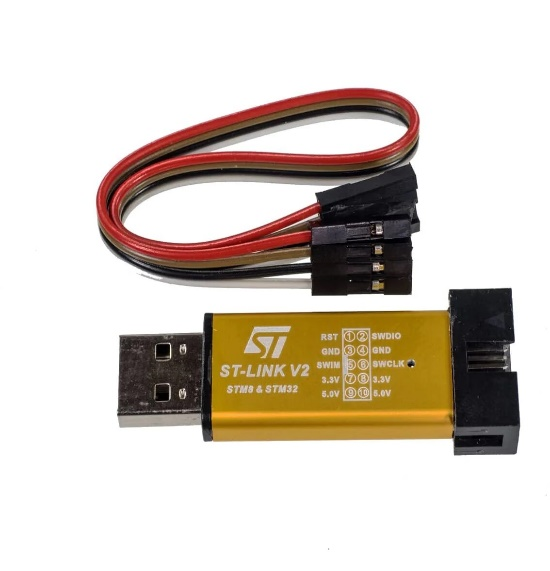 ST
ST-LINK V2
STM8 & STM32
RST 1 2 SWDIO
GND 3 4 GND
SWIM 5 6 SWCLK
3.3V 7 8 3.3V
5.0V 9 10 5.0V